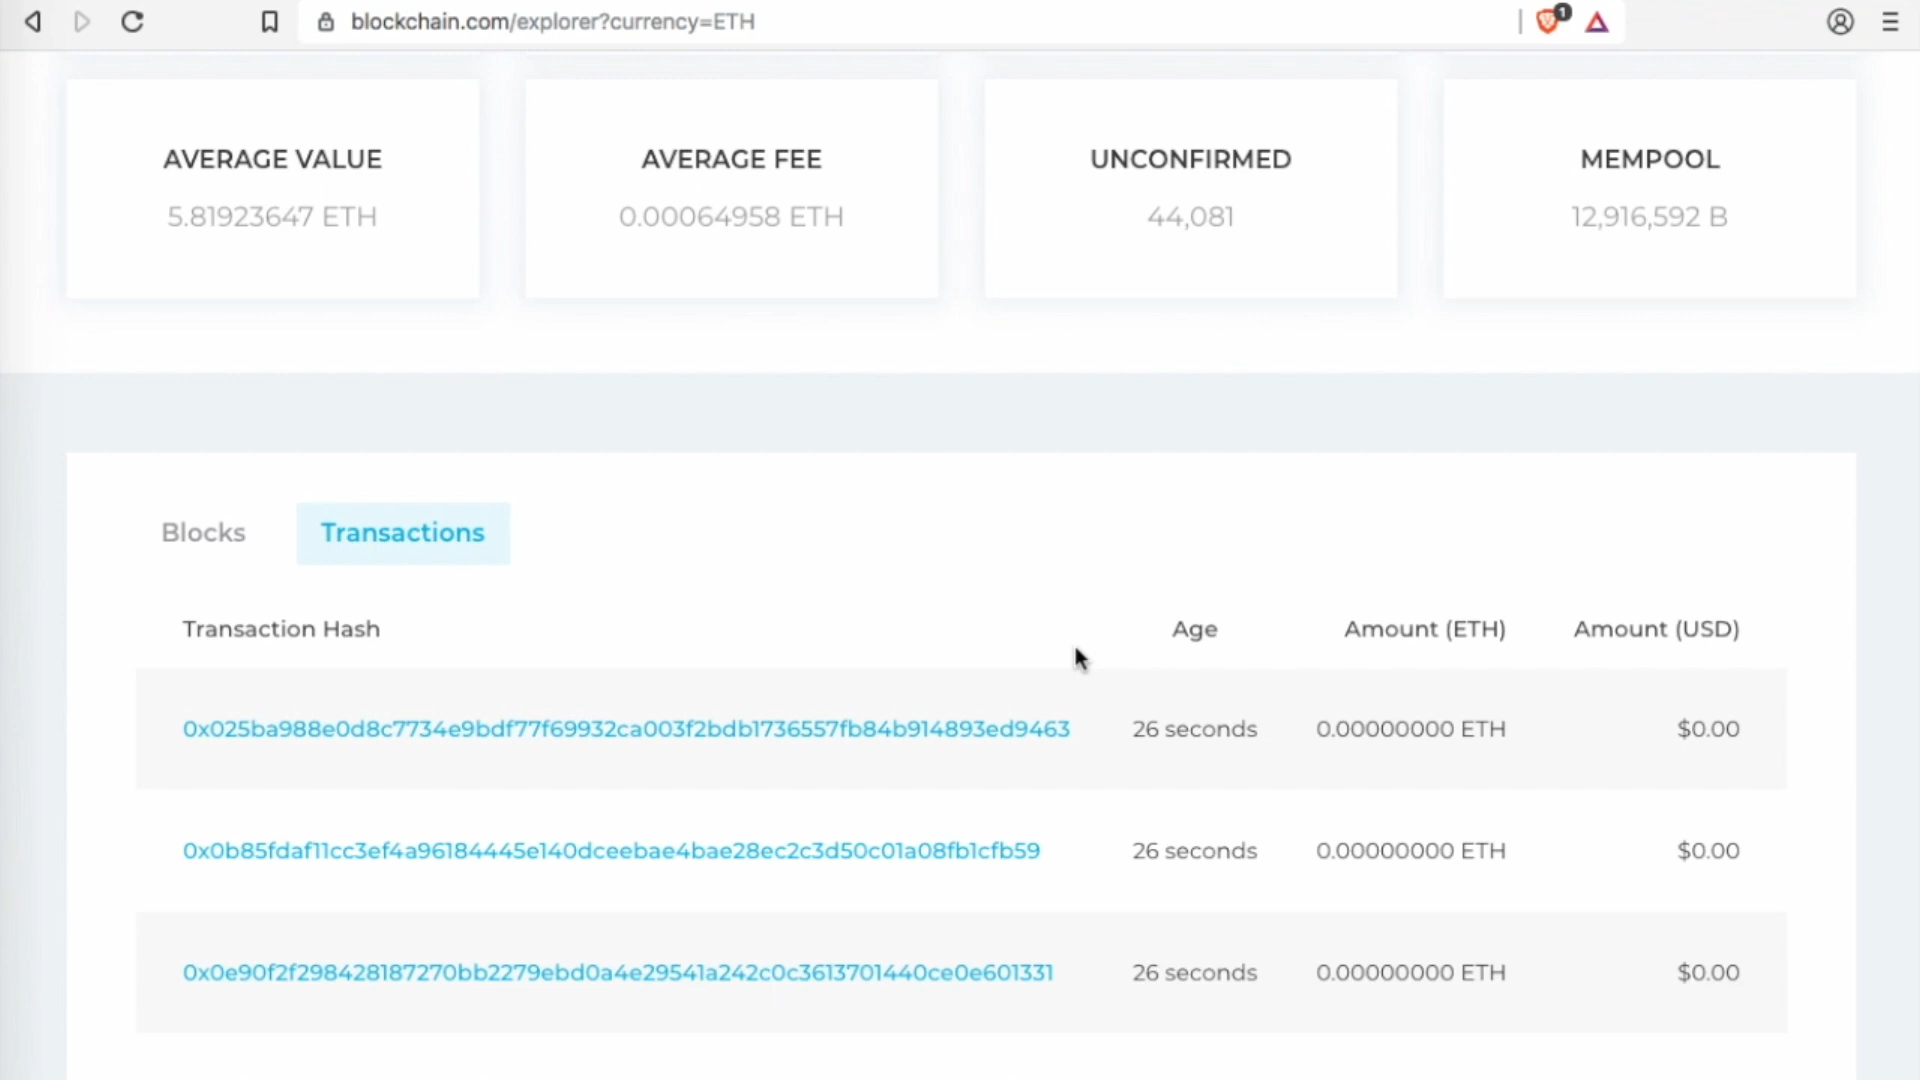 blockchain.com/explorer?currency=ETH
1
AVERAGE VALUE
5.81923647 ETH
AVERAGE FEE
0.00064958 ETH
UNCONFIRMED
44,081
MEMPOOL
12,916,592 B
Blocks
Transactions
Transaction Hash Age Amount (ETH) Amount (USD)
0x025ba988e0d8c7734e9bdf77f69932ca003f2bdb1736557fb84b914893ed9463 26 seconds 0.00000000 ETH $0.00
0x0b85fdaf11cc3ef4a96184445e140dceebae4bae28ec2c3d50c01a08fb1cfb59 26 seconds 0.00000000 ETH $0.00
0x0e90f2f298428187270bb2279ebd0a4e29541a242c0c3613701440ce0e601331 26 seconds 0.00000000 ETH $0.00